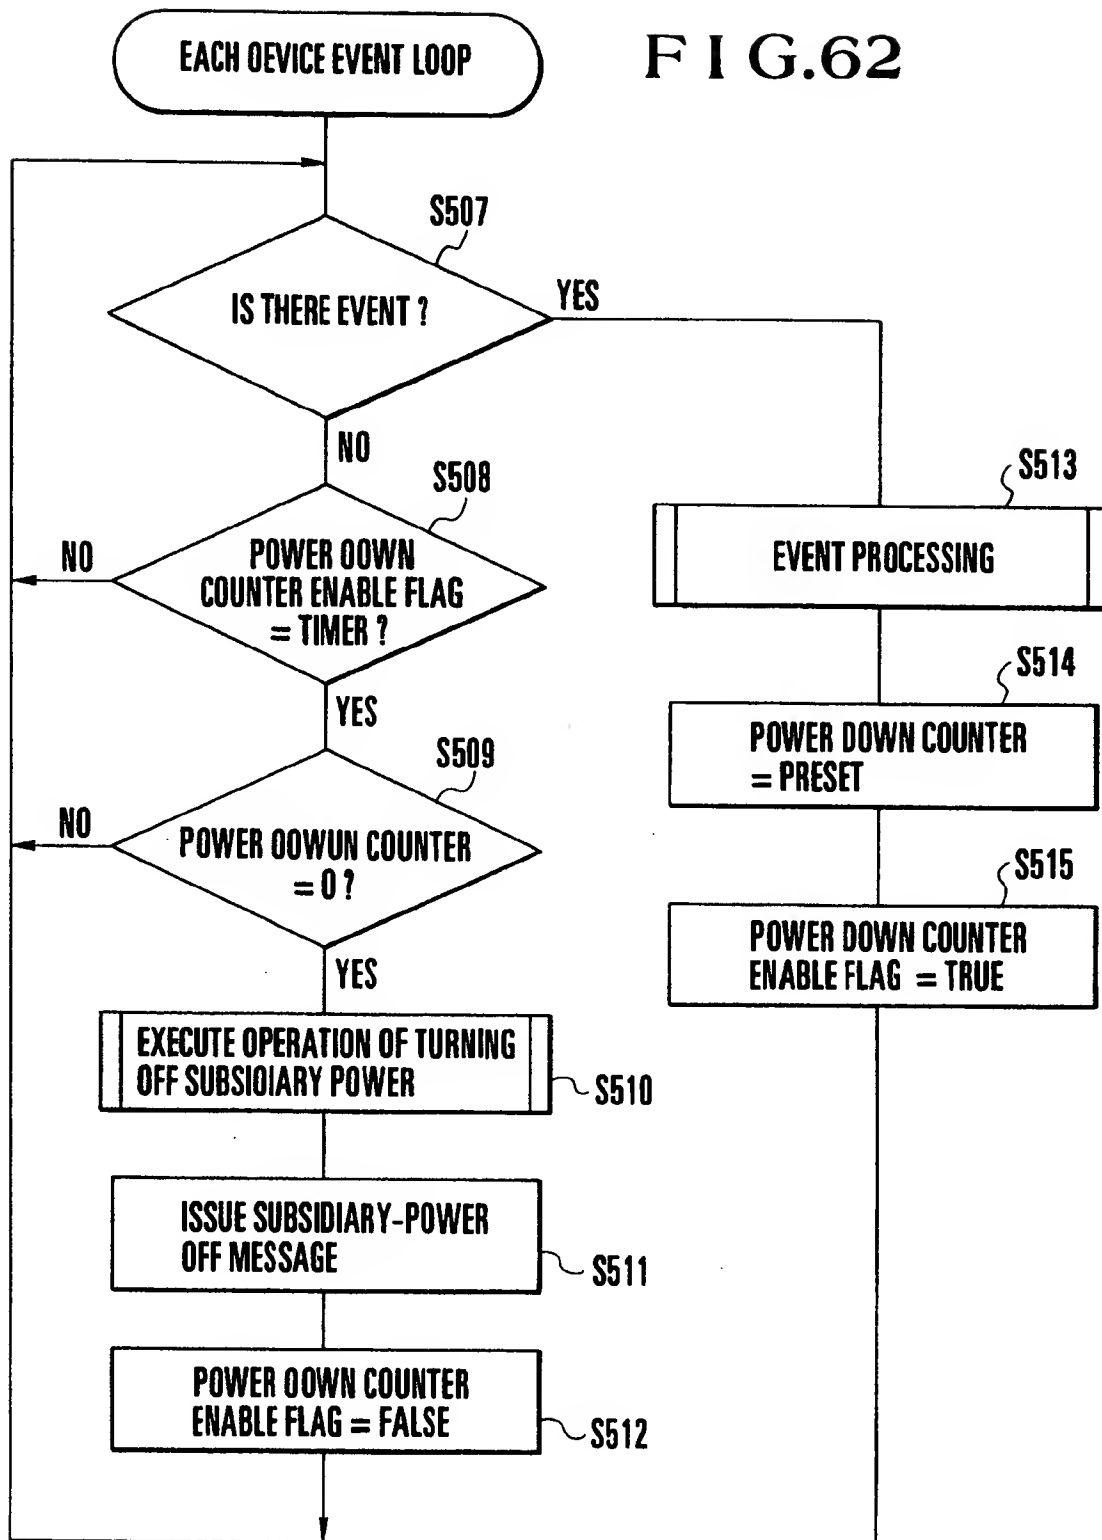 EACH OEVICE EVENT LOOP
F I G.62
S507
IS THERE EVENT ?
YES
NO
S508
POWER OOWN
COUNTER ENABLE FLAG
= TIMER ?
NO
YES
S509
POWER OOWUN COUNTER
= 0 ?
NO
YES
EXECUTE OPERATION OF TURNING
OFF SUBSIOIARY POWER
S510
ISSUE SUBSIDIARY-POWER
OFF MESSAGE
S511
POWER OOWN COUNTER
ENABLE FLAG = FALSE
S512
S513
EVENT PROCESSING
S514
POWER DOWN COUNTER
= PRESET
S515
POWER DOWN COUNTER
ENABLE FLAG = TRUE